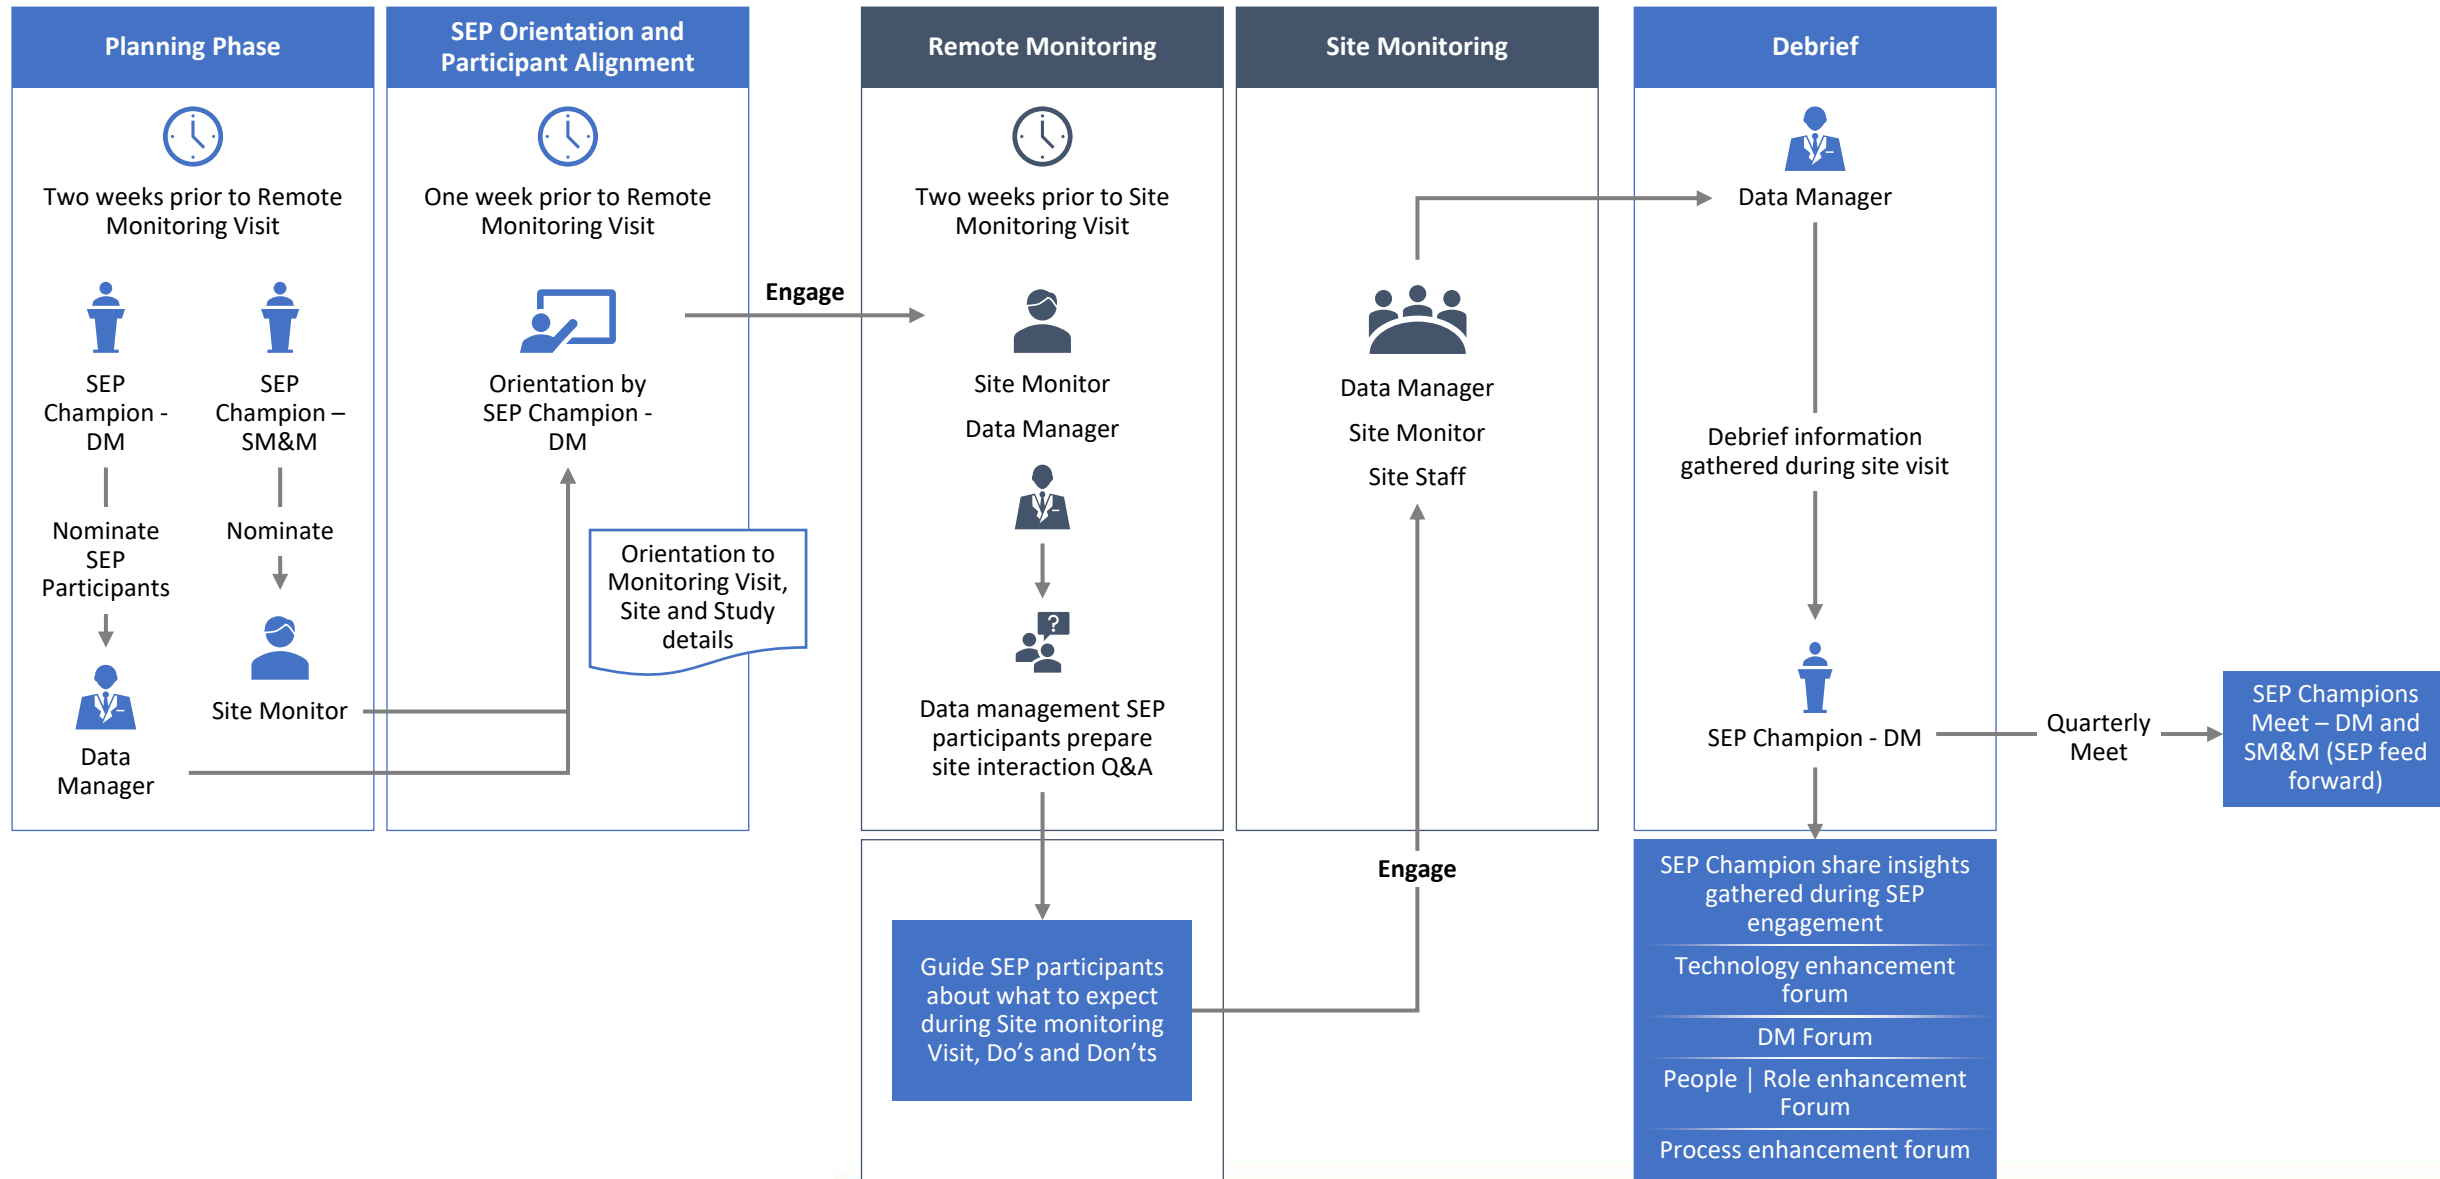 Planning Phase
Two weeks prior to Remote
Monitoring Visit
SEP
Champion -
DM
Nominate
SEP
Participants
Data
Manager
SEP
Champion –
SM&M
Nominate
Site Monitor
SEP Orientation and
Participant Alignment
One week prior to Remote
Monitoring Visit
Orientation by
SEP Champion -
DM
Orientation to
Monitoring Visit,
Site and Study
details
Engage
Remote Monitoring
Two weeks prior to Site
Monitoring Visit
Site Monitor
Data Manager
?
Data management SEP
participants prepare
site interaction Q&A
Guide SEP participants
about what to expect
during Site monitoring
Visit, Do’s and Don’ts
Engage
Site Monitoring
Data Manager
Site Monitor
Site Staff
Debrief
Data Manager
Debrief information
gathered during site visit
SEP Champion - DM
Quarterly
Meet
SEP Champions
Meet – DM and
SM&M (SEP feed
forward)
SEP Champion share insights
gathered during SEP
engagement
Technology enhancement
forum
DM Forum
People | Role enhancement
Forum
Process enhancement forum